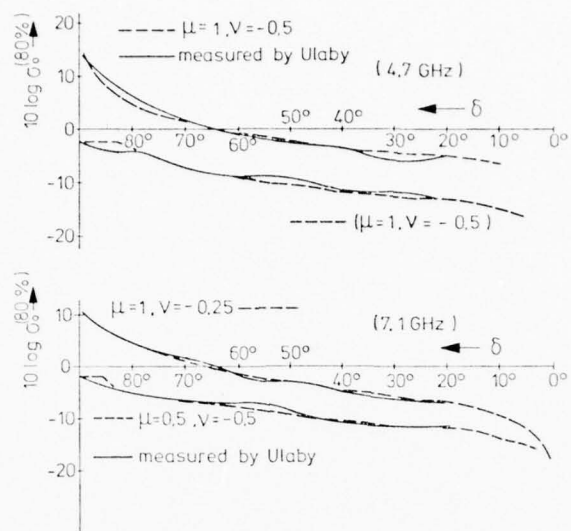 10 log σ° (80%)
--- μ=1, ν=-0,5
— measured by Ulaby
(4,7 GHz)
δ
10
0
-10
-20
80° 70° 60° 50° 40° 30° 20° 10° 0°
--- (μ=1, ν=-0,5)
10 log σ° (80%)
μ=1, ν=-0,25 ---
(7,1 GHz)
δ
10
0
-10
-20
80° 70° 60° 50° 40° 30° 20° 10° 0°
--- μ=0,5, ν=-0,5
— measured by Ulaby